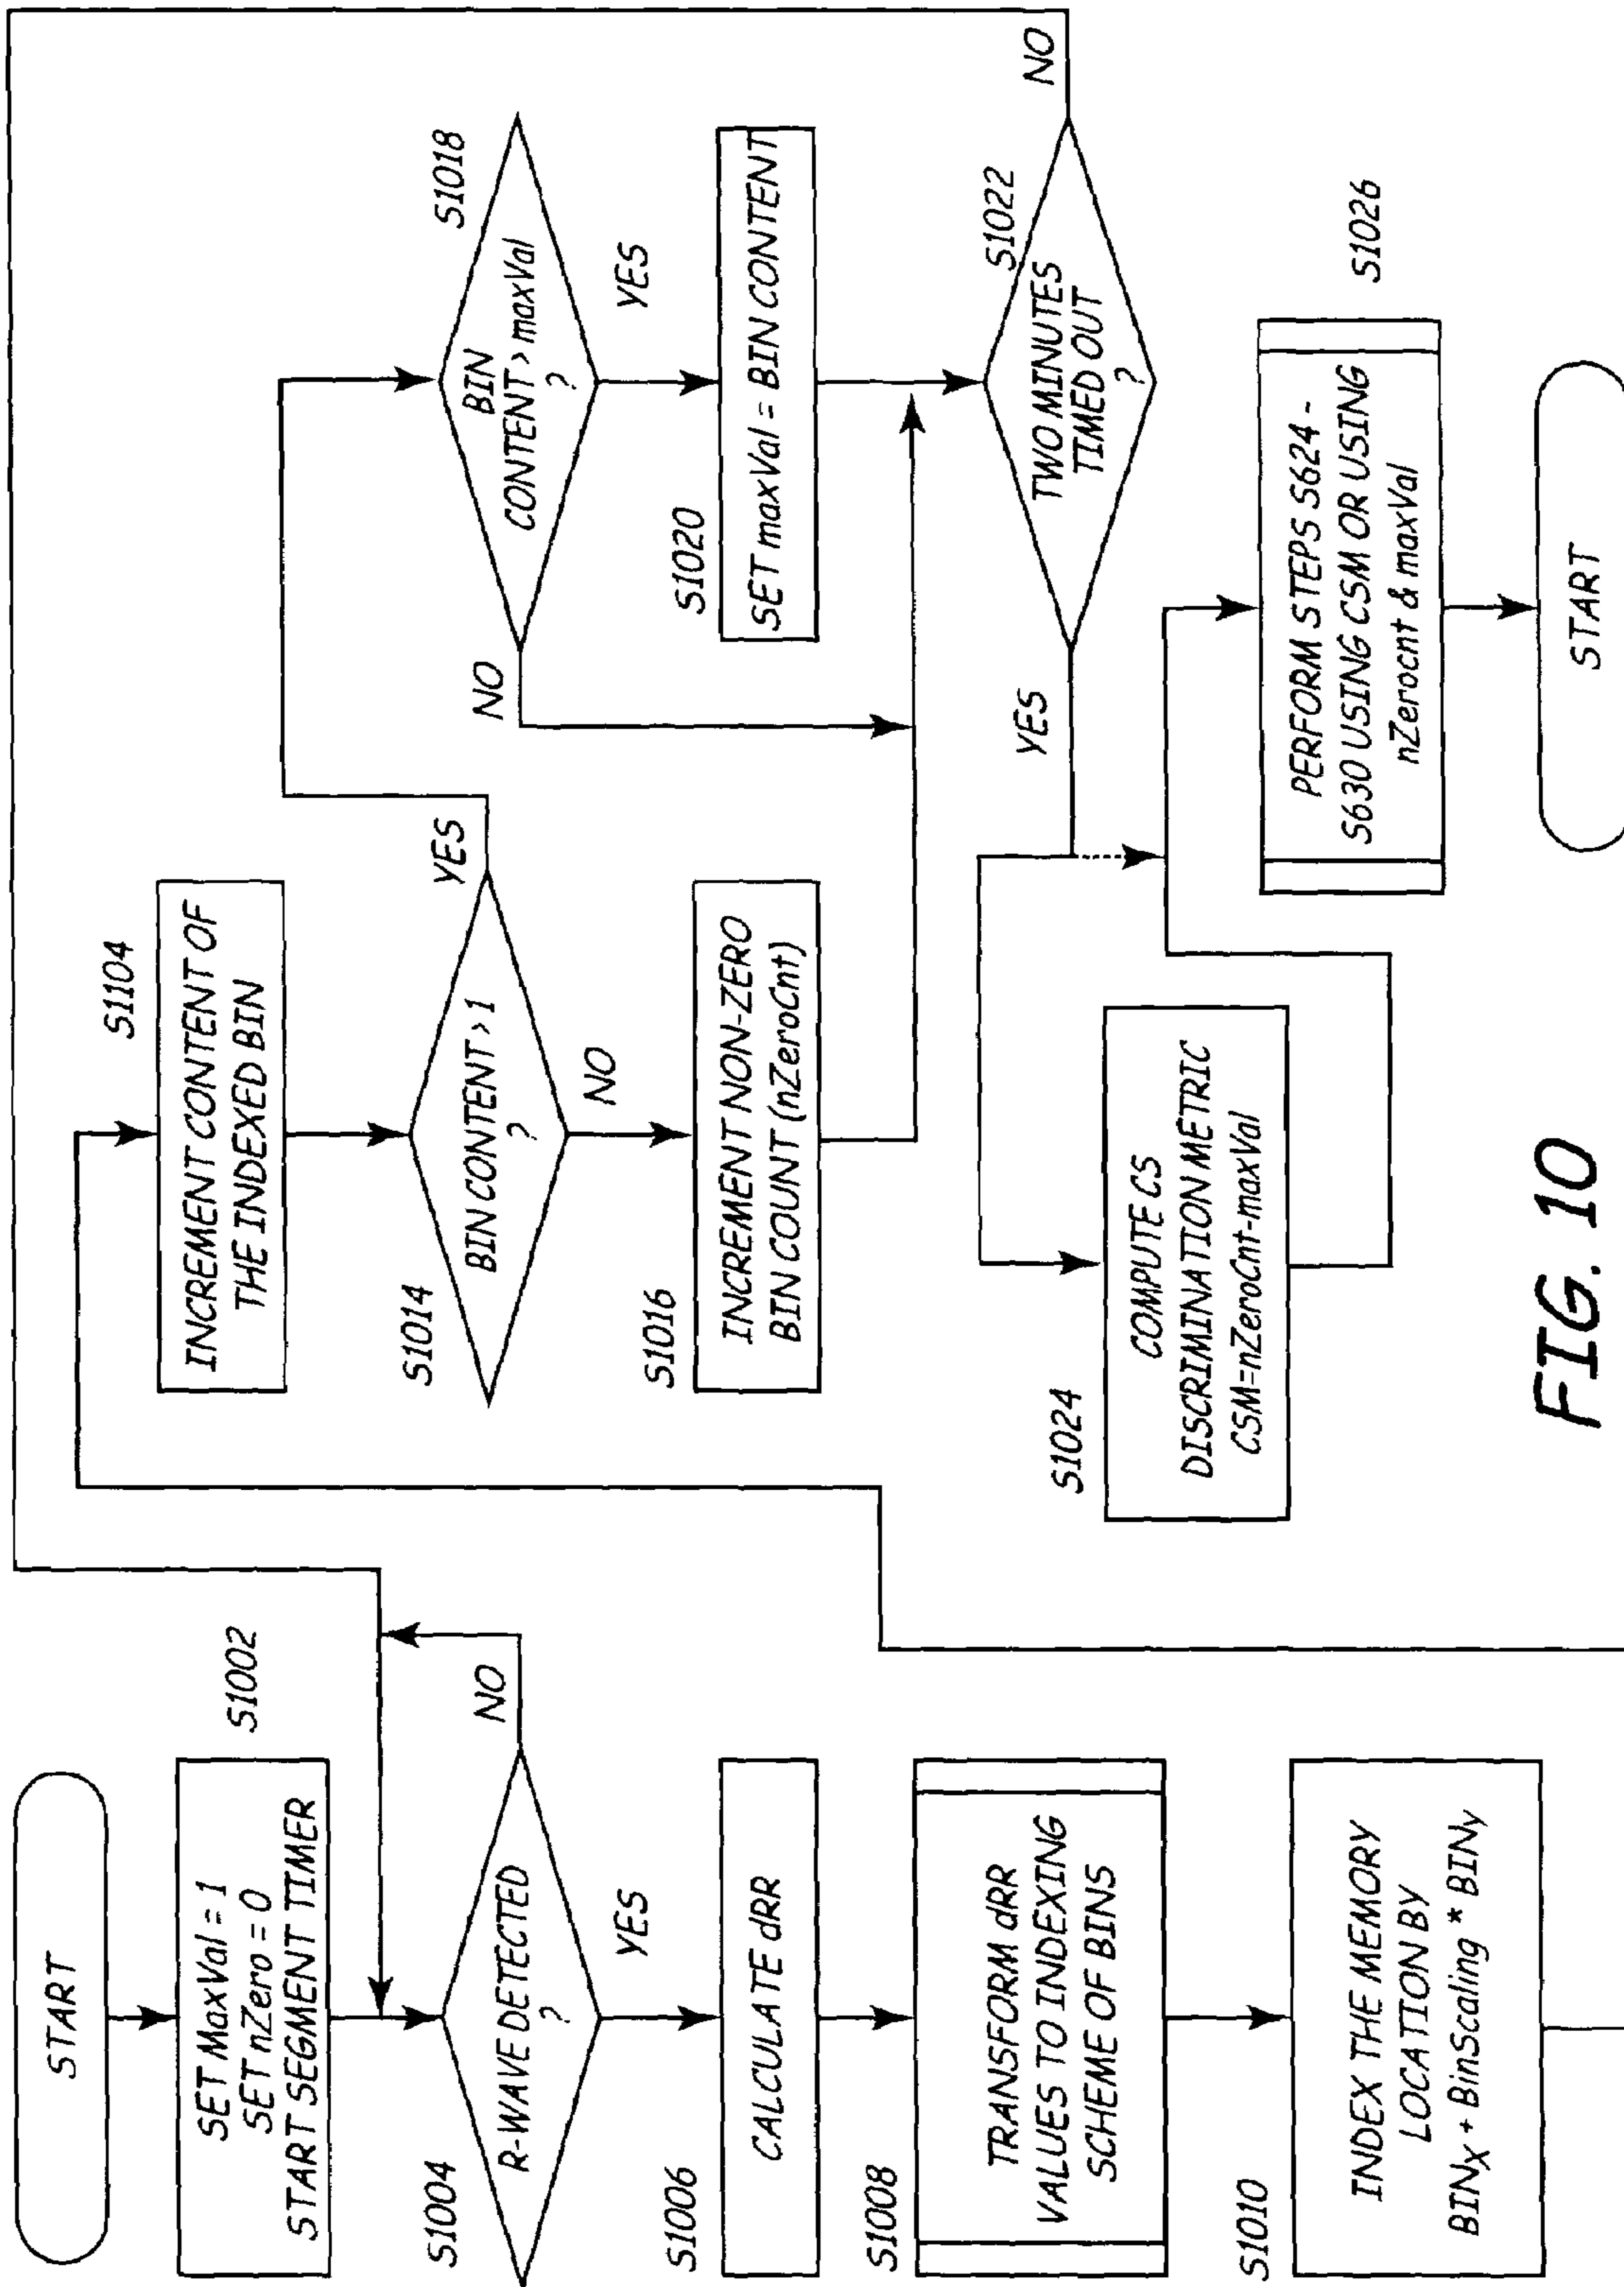 START
S1002
SET MaxVal = 1
SET nZero = 0
START SEGMENT TIMER
S1004
R-WAVE DETECTED
?
NO
YES
S1006
CALCULATE dRR
S1008
TRANSFORM dRR
VALUES TO INDEXING
SCHEME OF BINS
S1010
INDEX THE MEMORY
LOCATION BY
BINX + BinScaling * BINy
S1104
INCREMENT CONTENT OF
THE INDEXED BIN
S1014
BIN CONTENT > 1
?
YES
NO
S1016
INCREMENT NON-ZERO
BIN COUNT (nZeroCnt)
S1018
BIN
CONTENT > maxVal
?
NO
YES
S1020
SET maxVal = BIN CONTENT
S1022
TWO MINUTES
TIMED OUT
?
YES
NO
S1024
COMPUTE CS
DISCRIMINATION METRIC
CSM=nZeroCnt-maxVal
S1026
PERFORM STEPS S624 -
S630 USING CSM OR USING
nZerocnt & maxVal
START
FIG. 10